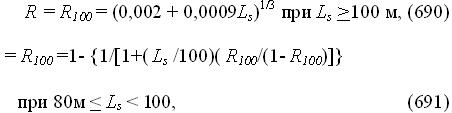 R = R100 = (0,002 + 0,0009Ls)^1/3 при Ls ≥100 м, (690)
= R100 =1- {1/[1+( Ls /100)( R100/(1- R100)]}
при 80м ≤ Ls < 100, (691)